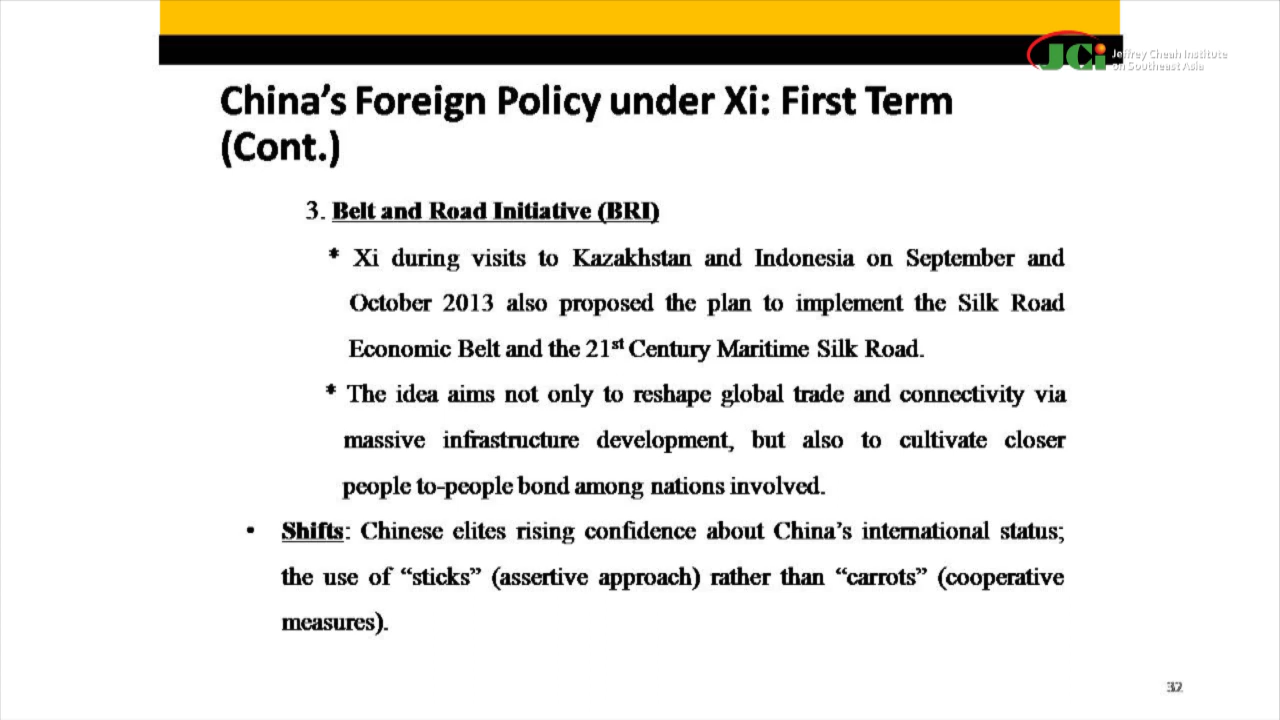 JCi Jeffrey Cheah Institute
on Southeast Asia
China’s Foreign Policy under Xi: First Term
(Cont.)
3. Belt and Road Initiative (BRI)
* Xi during visits to Kazakhstan and Indonesia on September and
October 2013 also proposed the plan to implement the Silk Road
Economic Belt and the 21st Century Maritime Silk Road.
* The idea aims not only to reshape global trade and connectivity via
massive infrastructure development, but also to cultivate closer
people to-people bond among nations involved.
• Shifts: Chinese elites rising confidence about China’s international status;
the use of “sticks” (assertive approach) rather than “carrots” (cooperative
measures).
32